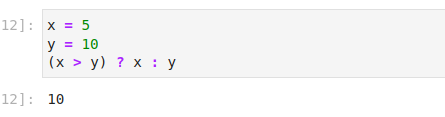 12]: x = 5
y = 10
(x > y) ? x : y
12]: 10